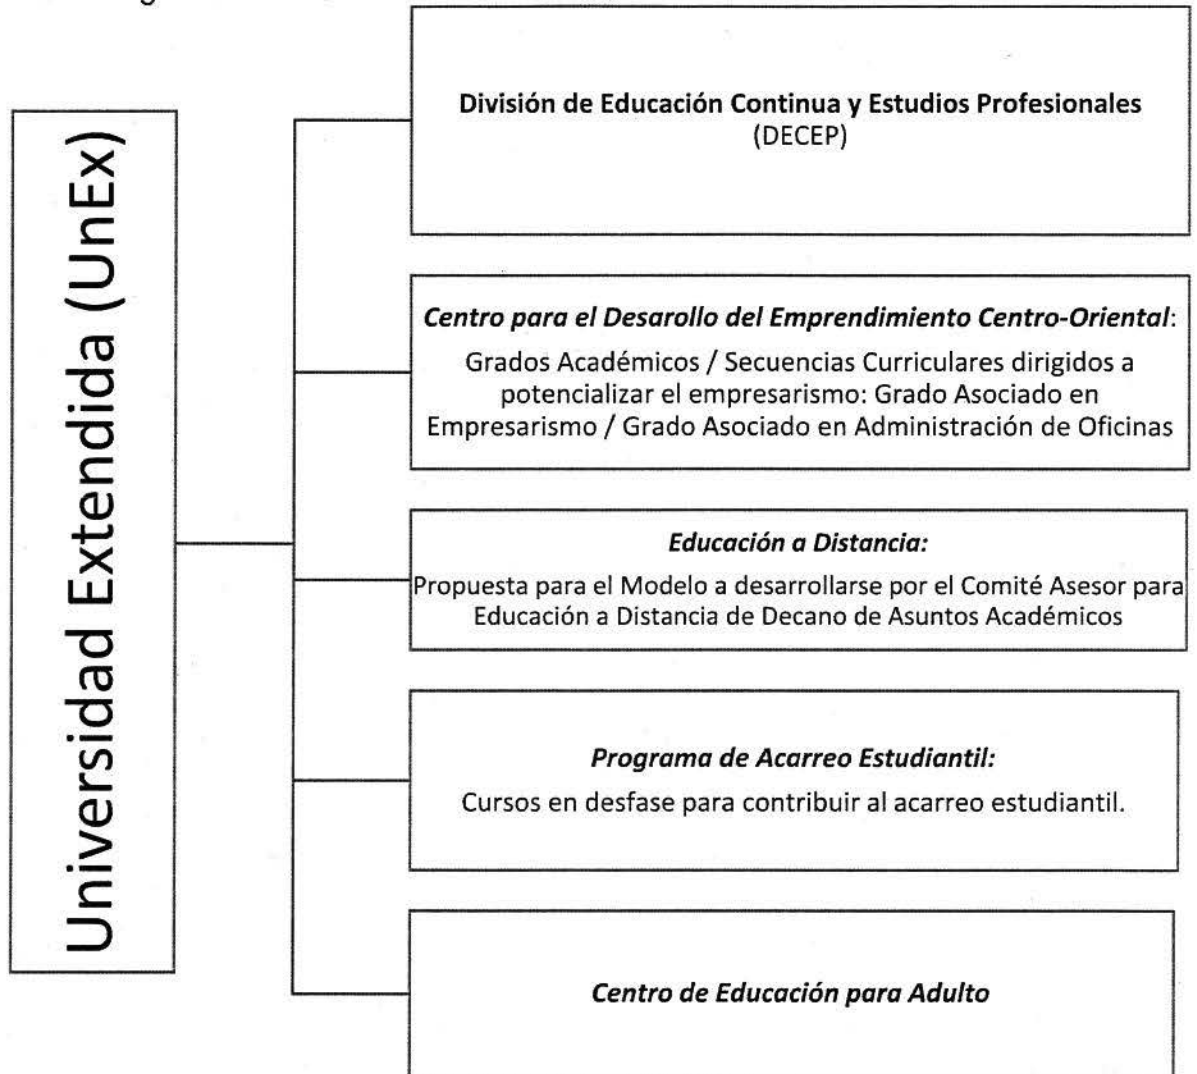 Universidad Extendida (UnEx)
División de Educación Continua y Estudios Profesionales
(DECEP)
Centro para el Desarollo del Emprendimiento Centro-Oriental:
Grados Académicos / Secuencias Curriculares dirigidos a
potencializar el empresarismo: Grado Asociado en
Empresarismo / Grado Asociado en Administración de Oficinas
Educación a Distancia:
Propuesta para el Modelo a desarrollarse por el Comité Asesor para
Educación a Distancia de Decano de Asuntos Académicos
Programa de Acarreo Estudiantil:
Cursos en desfase para contribuir al acarreo estudiantil.
Centro de Educación para Adulto